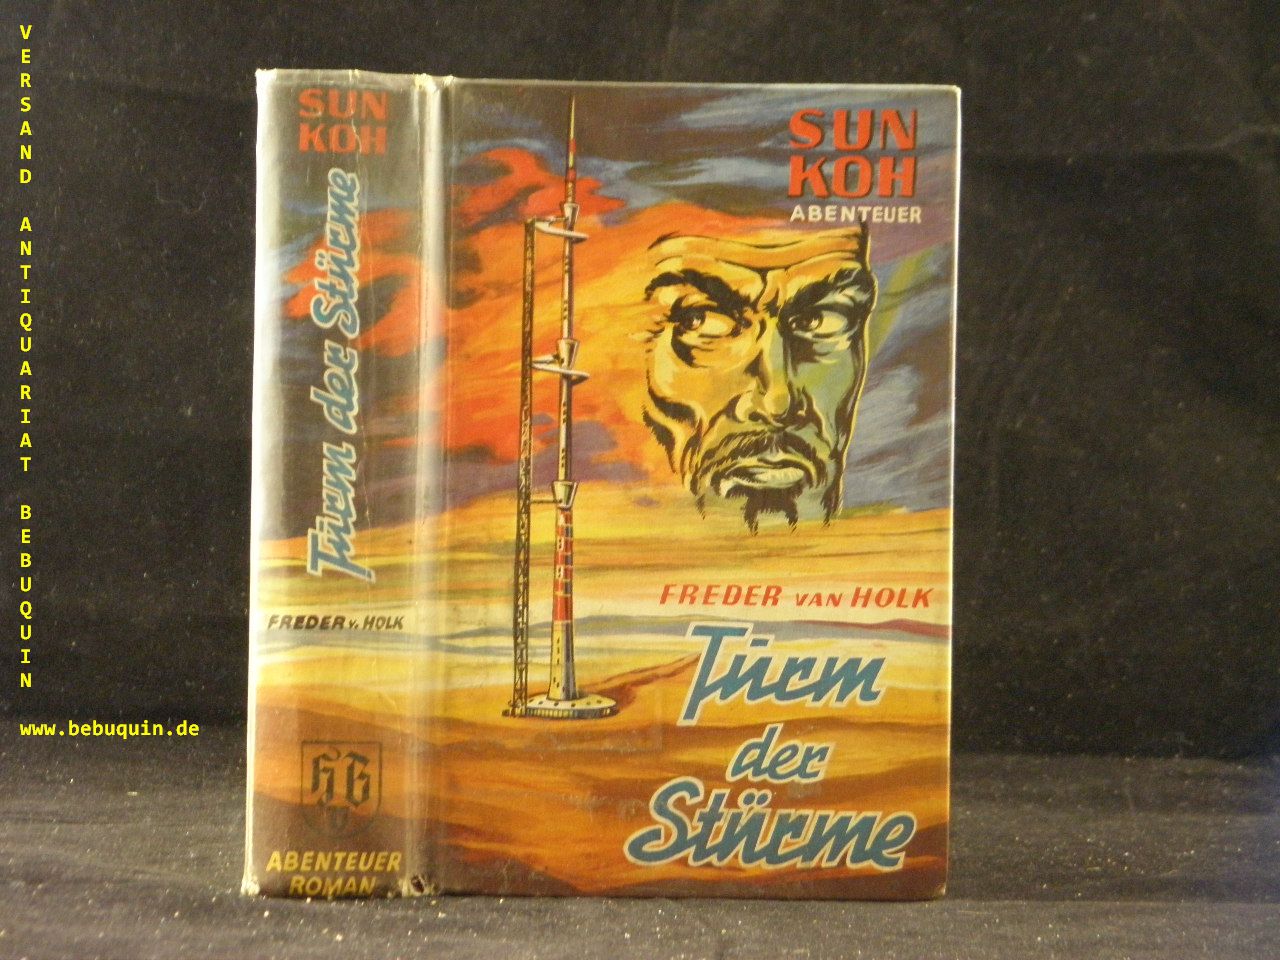 VERSAND ANTIQUARIAT BEBUQUIN
www.bebuquin.de
SUN
KOH
Turm der Stürme
FREDER v. HOLK
HB
ABENTEUER
ROMAN
SUN
KOH
ABENTEUER
FREDER VAN HOLK
Turm
der
Stürme